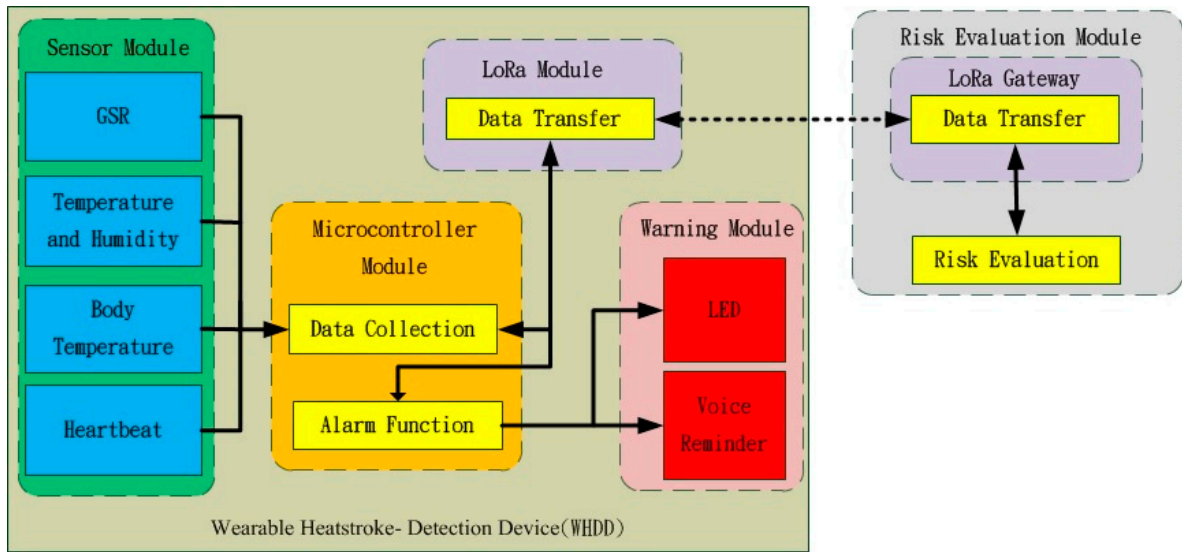 Sensor Module
GSR
Temperature
and Humidity
Body
Temperature
Heartbeat
Microcontroller
Module
Data Collection
Alarm Function
LoRa Module
Data Transfer
Warning Module
LED
Voice
Reminder
Wearable Heatstroke- Detection Device(WHDD)
Risk Evaluation Module
LoRa Gateway
Data Transfer
Risk Evaluation